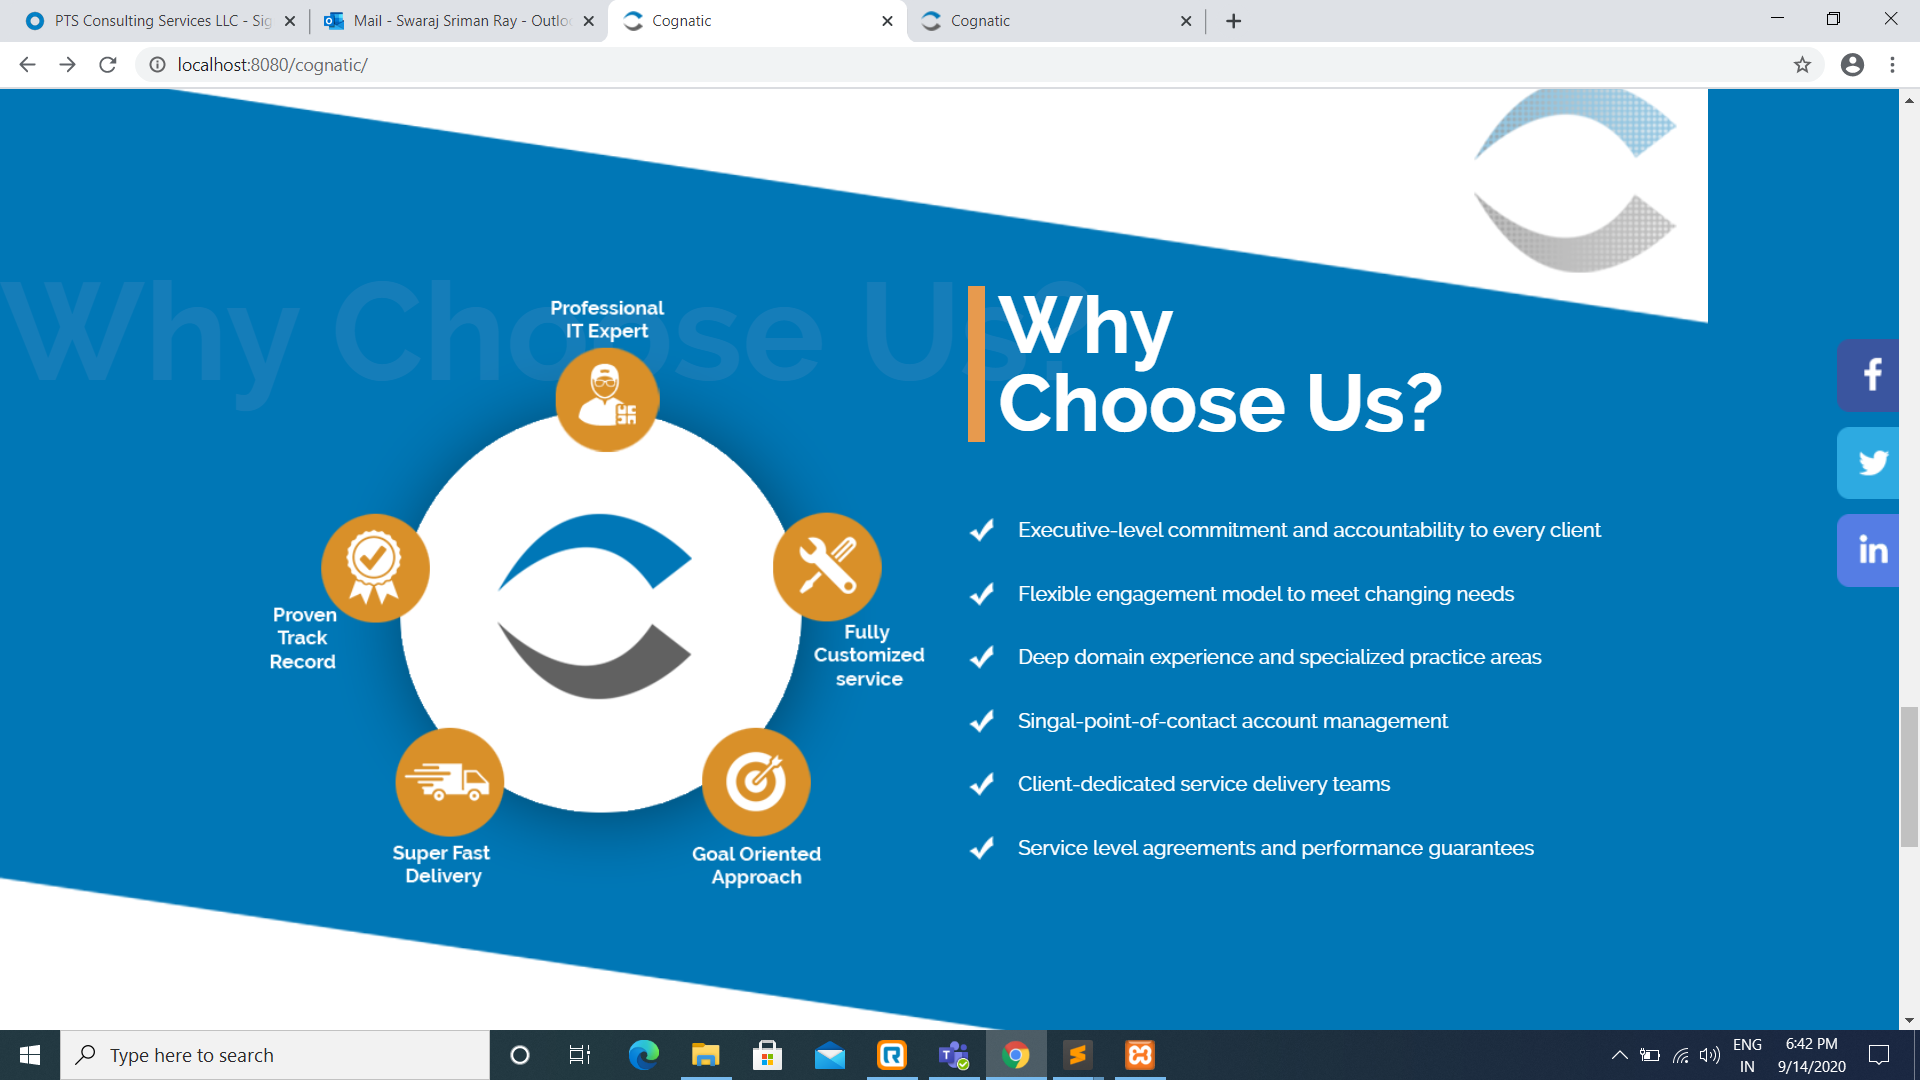 PTS Consulting Services LLC - Sig
Mail - Swaraj Sriman Ray - Outlo
Cognatic
Cognatic
localhost:8080/cognatic/
Why Choose Us?
Why
Choose Us?
Professional
IT Expert
Proven
Track
Record
Fully
Customized
service
Super Fast
Delivery
Goal Oriented
Approach
Executive-level commitment and accountability to every client
Flexible engagement model to meet changing needs
Deep domain experience and specialized practice areas
Singal-point-of-contact account management
Client-dedicated service delivery teams
Service level agreements and performance guarantees
f
in
Type here to search
ENG
IN
6:42 PM
9/14/2020